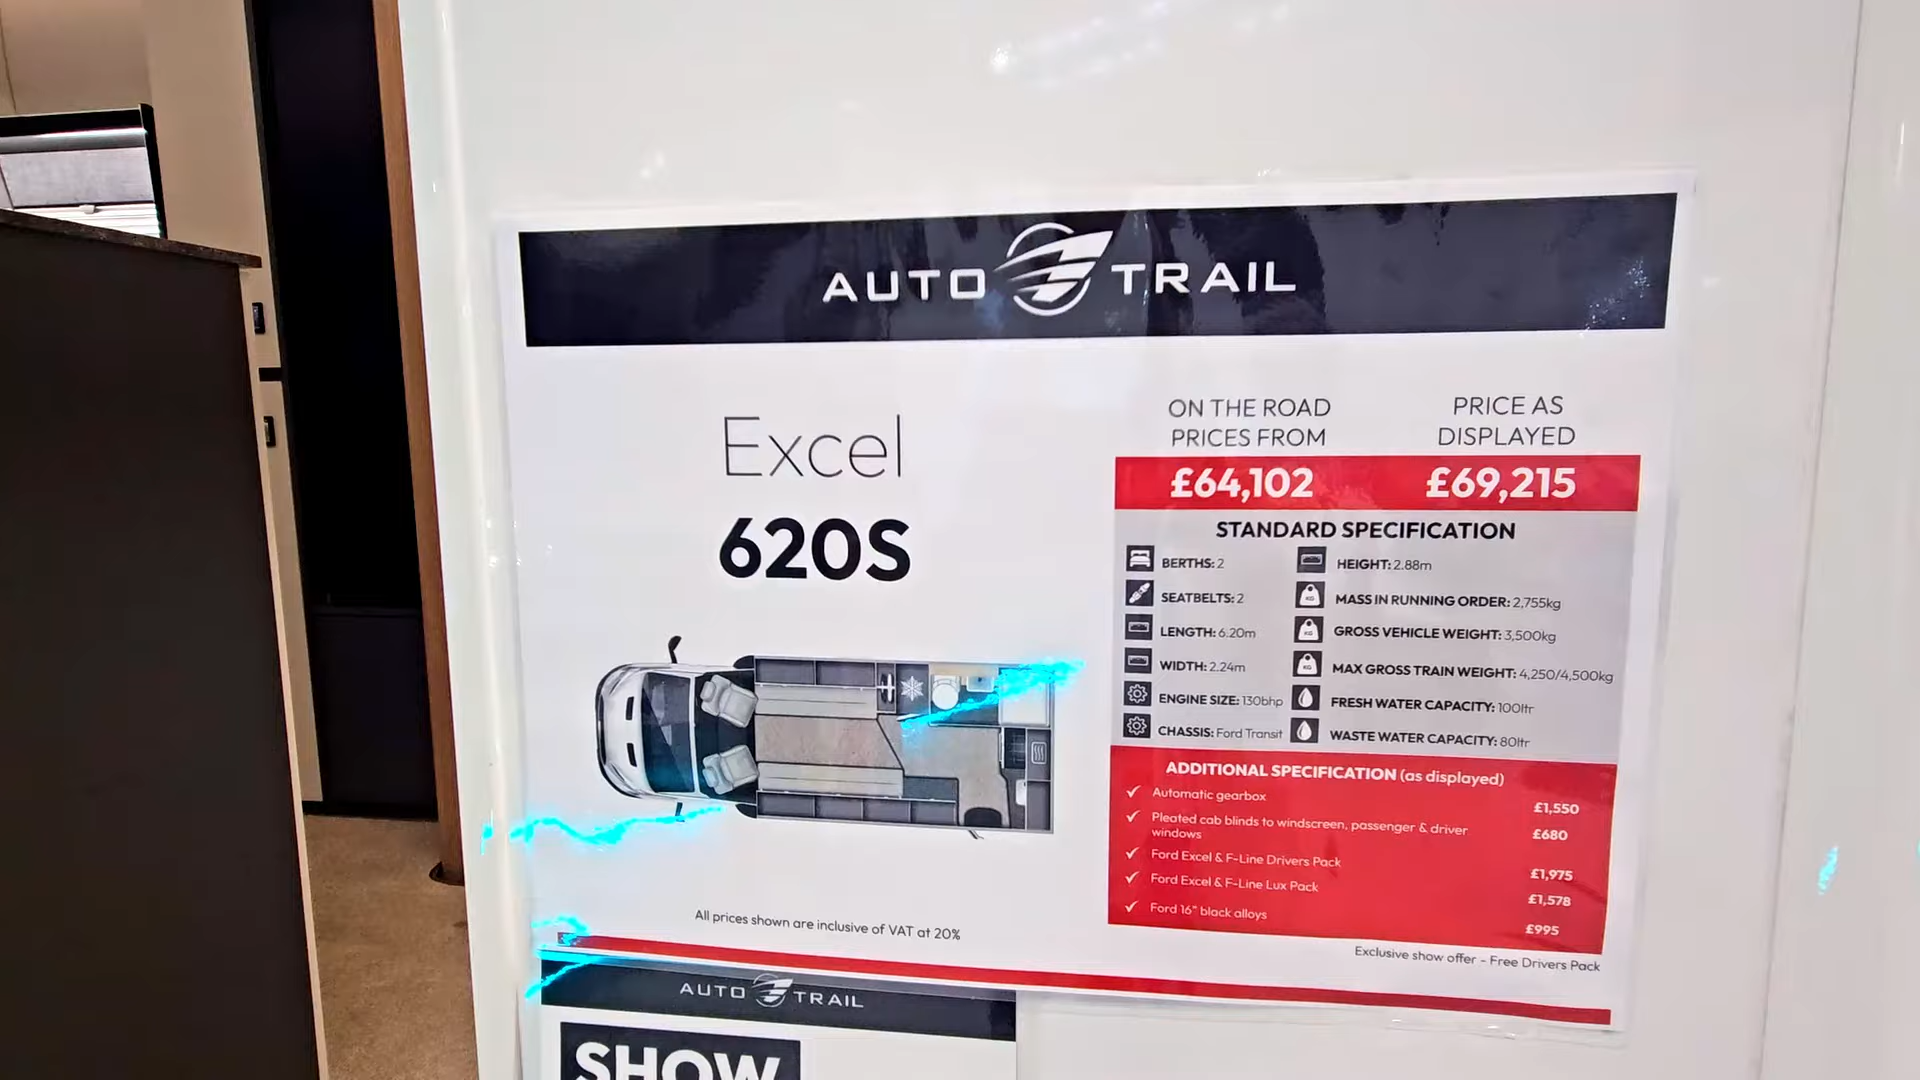 AUTO TRAIL
Excel
620S
ON THE ROAD
PRICES FROM
£64,102
PRICE AS
DISPLAYED
£69,215
STANDARD SPECIFICATION
BERTHS: 2
SEATBELTS: 2
LENGTH: 6.20m
WIDTH: 2.24m
ENGINE SIZE: 130bhp
CHASSIS: Ford Transit
HEIGHT: 2.88m
MASS IN RUNNING ORDER: 2,755kg
GROSS VEHICLE WEIGHT: 3,500kg
MAX GROSS TRAIN WEIGHT: 4,250/4,500kg
FRESH WATER CAPACITY: 100ltr
WASTE WATER CAPACITY: 80ltr
ADDITIONAL SPECIFICATION (as displayed)
Automatic gearbox £1,550
Pleated cab blinds to windscreen, passenger & driver
windows £680
Ford Excel & F-Line Drivers Pack £1,975
Ford Excel & F-Line Lux Pack £1,578
Ford 16" black alloys £995
All prices shown are inclusive of VAT at 20%
Exclusive show offer - Free Drivers Pack
AUTO TRAIL
SHOW